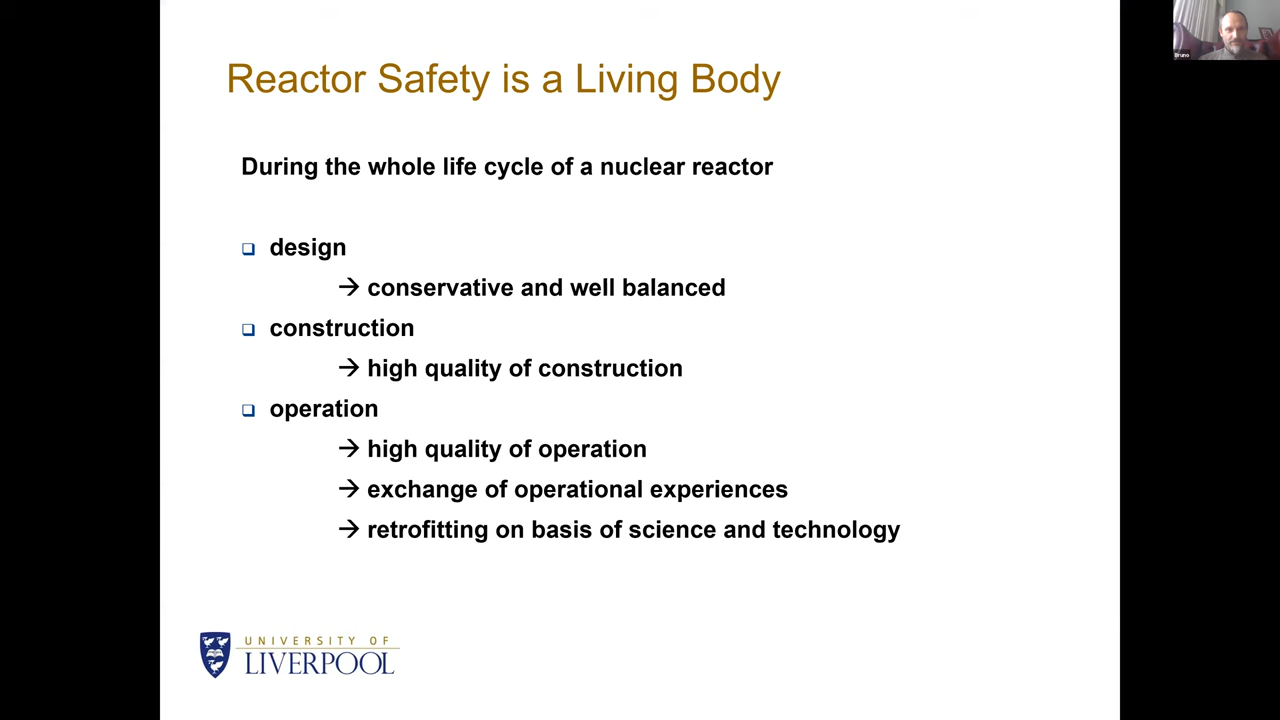 Reactor Safety is a Living Body
During the whole life cycle of a nuclear reactor
❑ design
→ conservative and well balanced
❑ construction
→ high quality of construction
❑ operation
→ high quality of operation
→ exchange of operational experiences
→ retrofitting on basis of science and technology
UNIVERSITY OF
LIVERPOOL
Bruno